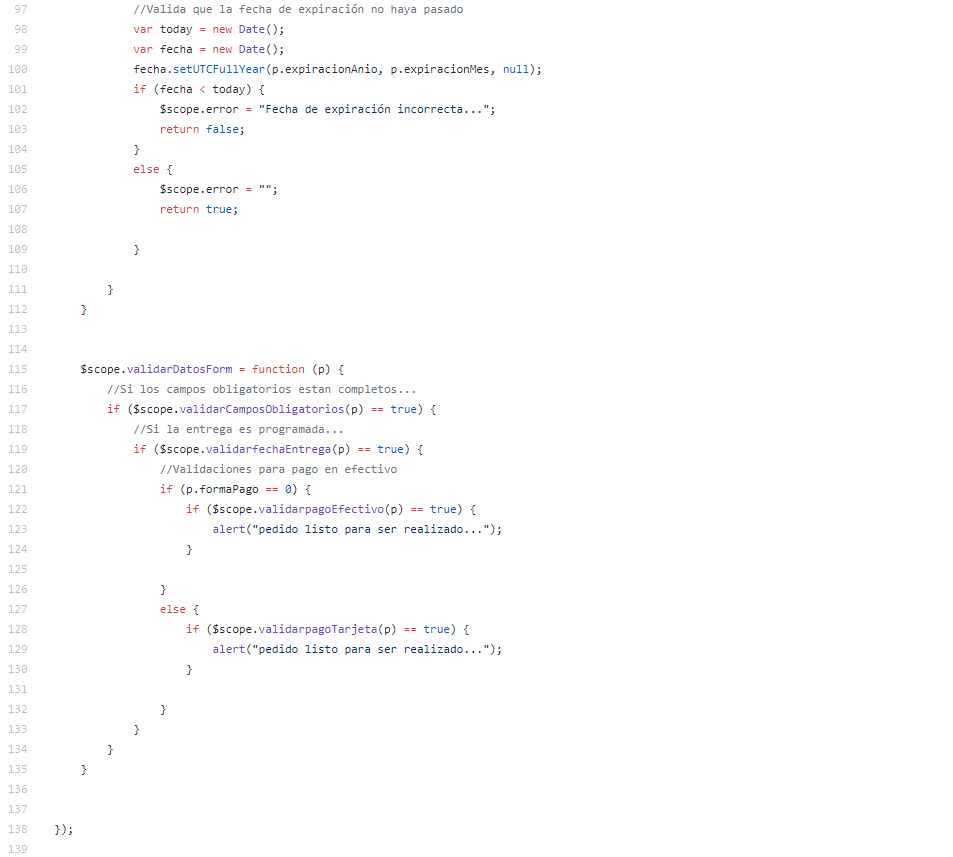 97 //Valida que la fecha de expiración no haya pasado
98 var today = new Date();
99 var fecha = new Date();
100 fecha.setUTCFullYear(p.expiracionAnio, p.expiracionMes, null);
101 if (fecha < today) {
102 $scope.error = "Fecha de expiración incorrecta...";
103 return false;
104 }
105 else {
106 $scope.error = "";
107 return true;
108
109 }
110
111 }
112 }
113
114
115 $scope.validarDatosForm = function (p) {
116 //Si los campos obligatorios estan completos...
117 if ($scope.validarCamposObligatorios(p) == true) {
118 //Si la entrega es programada...
119 if ($scope.validarfechaEntrega(p) == true) {
120 //Validaciones para pago en efectivo
121 if (p.formaPago == 0) {
122 if ($scope.validarpagoEfectivo(p) == true) {
123 alert("pedido listo para ser realizado...");
124 }
125
126 }
127 else {
128 if ($scope.validarpagoTarjeta(p) == true) {
129 alert("pedido listo para ser realizado...");
130 }
131
132 }
133 }
134 }
135 }
136
137
138 });
139